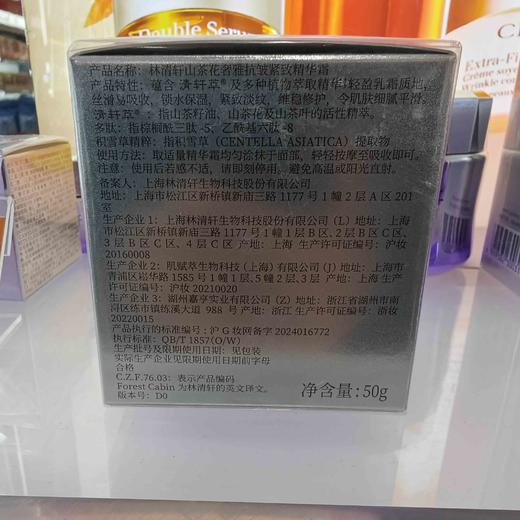 Double Serum
产品名称：林清轩山茶花奢雅抗皱紧致精华霜
产品特性：蕴含清轩萃®及多种植物萃取精华，轻盈乳霜质地，
丝滑易吸收，锁水保湿，紧致淡纹，维稳修护，令肌肤细腻平滑。
清轩萃®：指山茶籽油、山茶花及山茶叶的活性精萃。
多肽：指棕榈酰三肽-5、乙酰基六肽-8
积雪草精粹：指积雪草（CENTELLA ASIATICA）提取物
使用方法：取适量精华霜均匀涂抹于面部，轻轻按摩至吸收即可。
注意：使用后若感不适，请即刻停用。避免高温或阳光直射。
备案人：上海林清轩生物科技股份有限公司
地址：上海市松江区新桥镇新庙三路1177号1幢2层A区201
室
生产企业1：上海林清轩生物科技股份有限公司（L）地址：上海
市松江区新桥镇新庙三路1177号1幢1层B区、2层B区C区、
3层B区C区、4层C区 产地：上海 生产许可证编号：沪妆
20160008
生产企业2：肌赋萃生物科技（上海）有限公司（J）地址：上海市
青浦区崧华路1585号1幢1层,5幢2层,3层 产地：上海 生产
许可证编号：沪妆20210020
生产企业3：湖州嘉亨实业有限公司（Z）地址：浙江省湖州市南
浔区练市镇练溪大道 988 号 产地：浙江 生产许可证编号：浙妆
20220015
产品执行的标准编号：沪G妆网备字2024016772
执行标准：QB/T 1857(O/W)
生产批号及限期使用日期：见包装
实际生产企业见限期使用日期前字母
合格
C.Z.F.76.03：表示产品编码
Forest Cabin 为林清轩的英文译文。
版本号：D0
净含量:50g
Extra-Fi
Crème soyeu
Wrinkle co